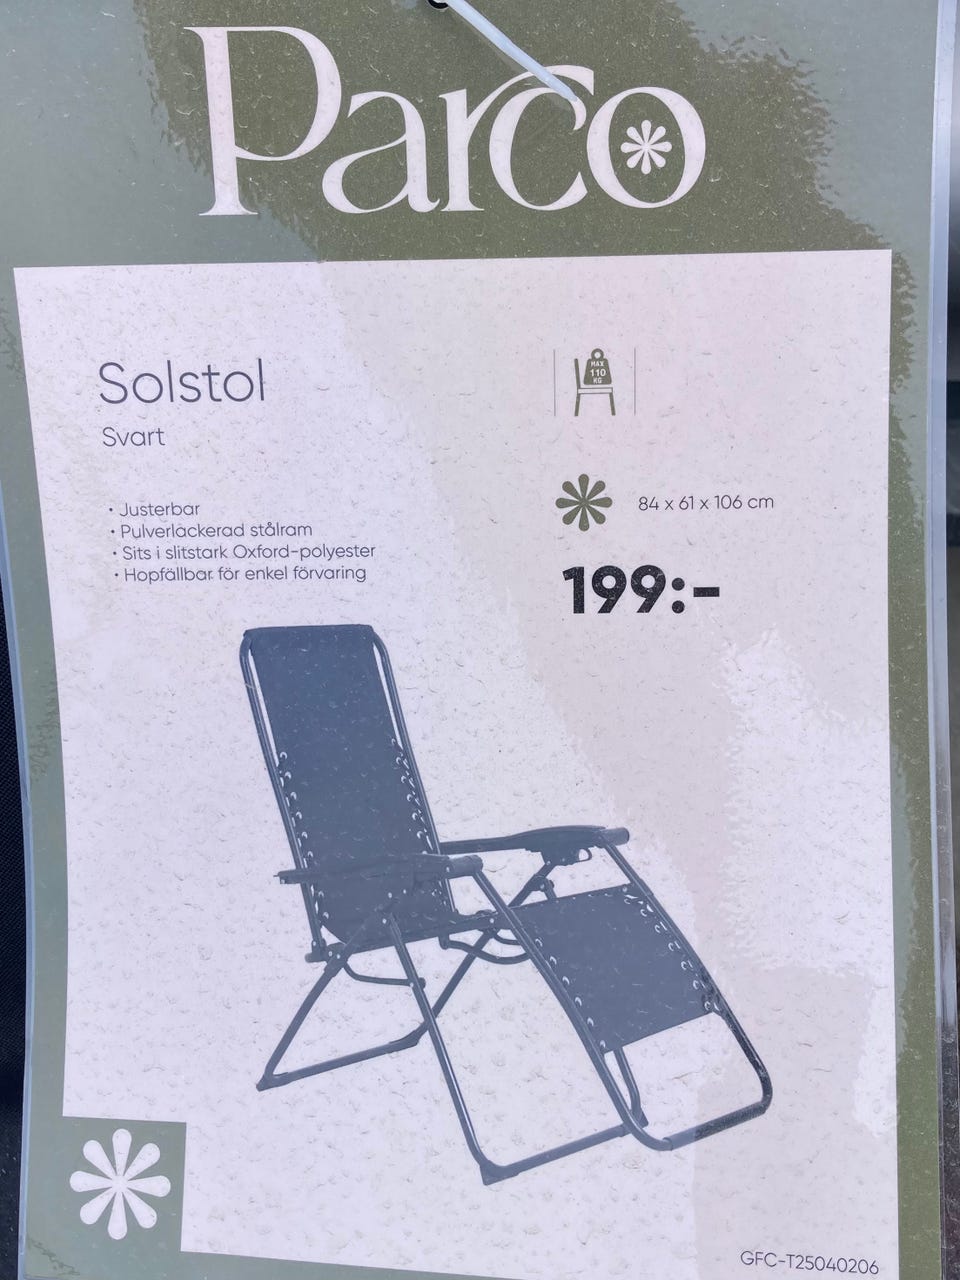 Parco
Solstol
Svart
MAX
110
KG
• Justerbar
• Pulverlackerad stålram
• Sits i slitstark Oxford-polyester
• Hopfällbar för enkel förvaring
84 x 61 x 106 cm
199:-
GFC-T25040206